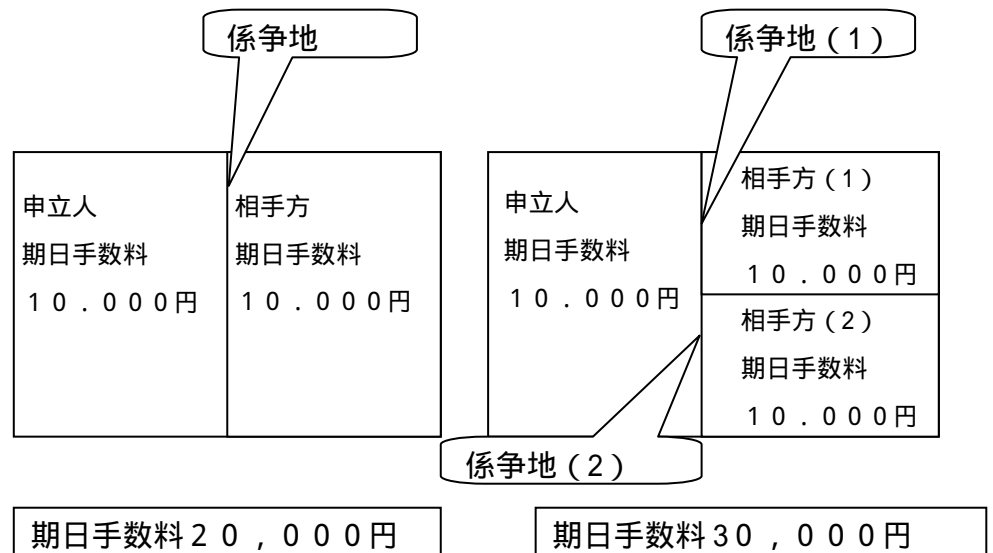 係争地
係争地（1）
申立人
期日手数料
１０．０００円
相手方
期日手数料
１０．０００円
申立人
期日手数料
１０．０００円
相手方（1）
期日手数料
１０．０００円
相手方（2）
期日手数料
１０．０００円
係争地（2）
期日手数料２０，０００円
期日手数料３０，０００円